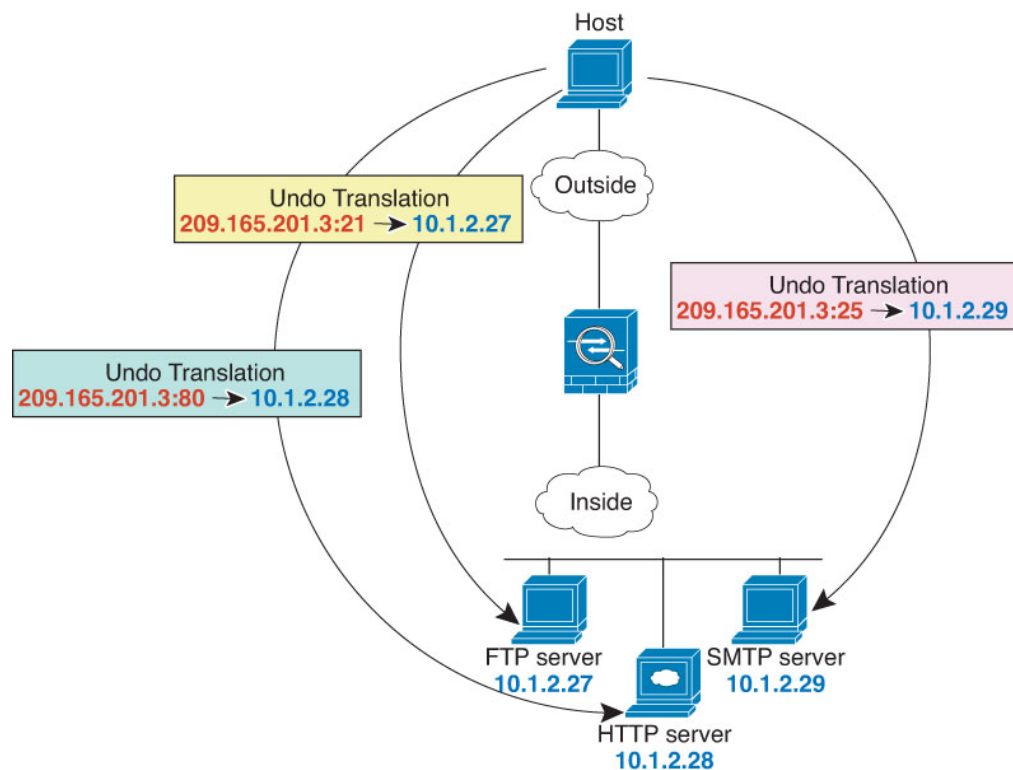 Host
Outside
Undo Translation
209.165.201.3:21 → 10.1.2.27
Undo Translation
209.165.201.3:25 → 10.1.2.29
Undo Translation
209.165.201.3:80 → 10.1.2.28
Inside
FTP server
10.1.2.27
SMTP server
10.1.2.29
HTTP server
10.1.2.28